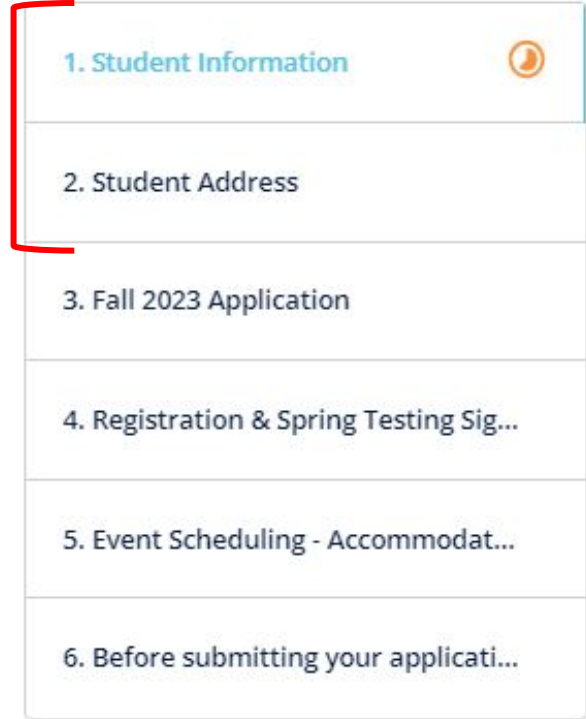 1. Student Information
2. Student Address
3. Fall 2023 Application
4. Registration & Spring Testing Sig...
5. Event Scheduling - Accommodat...
6. Before submitting your applicati...